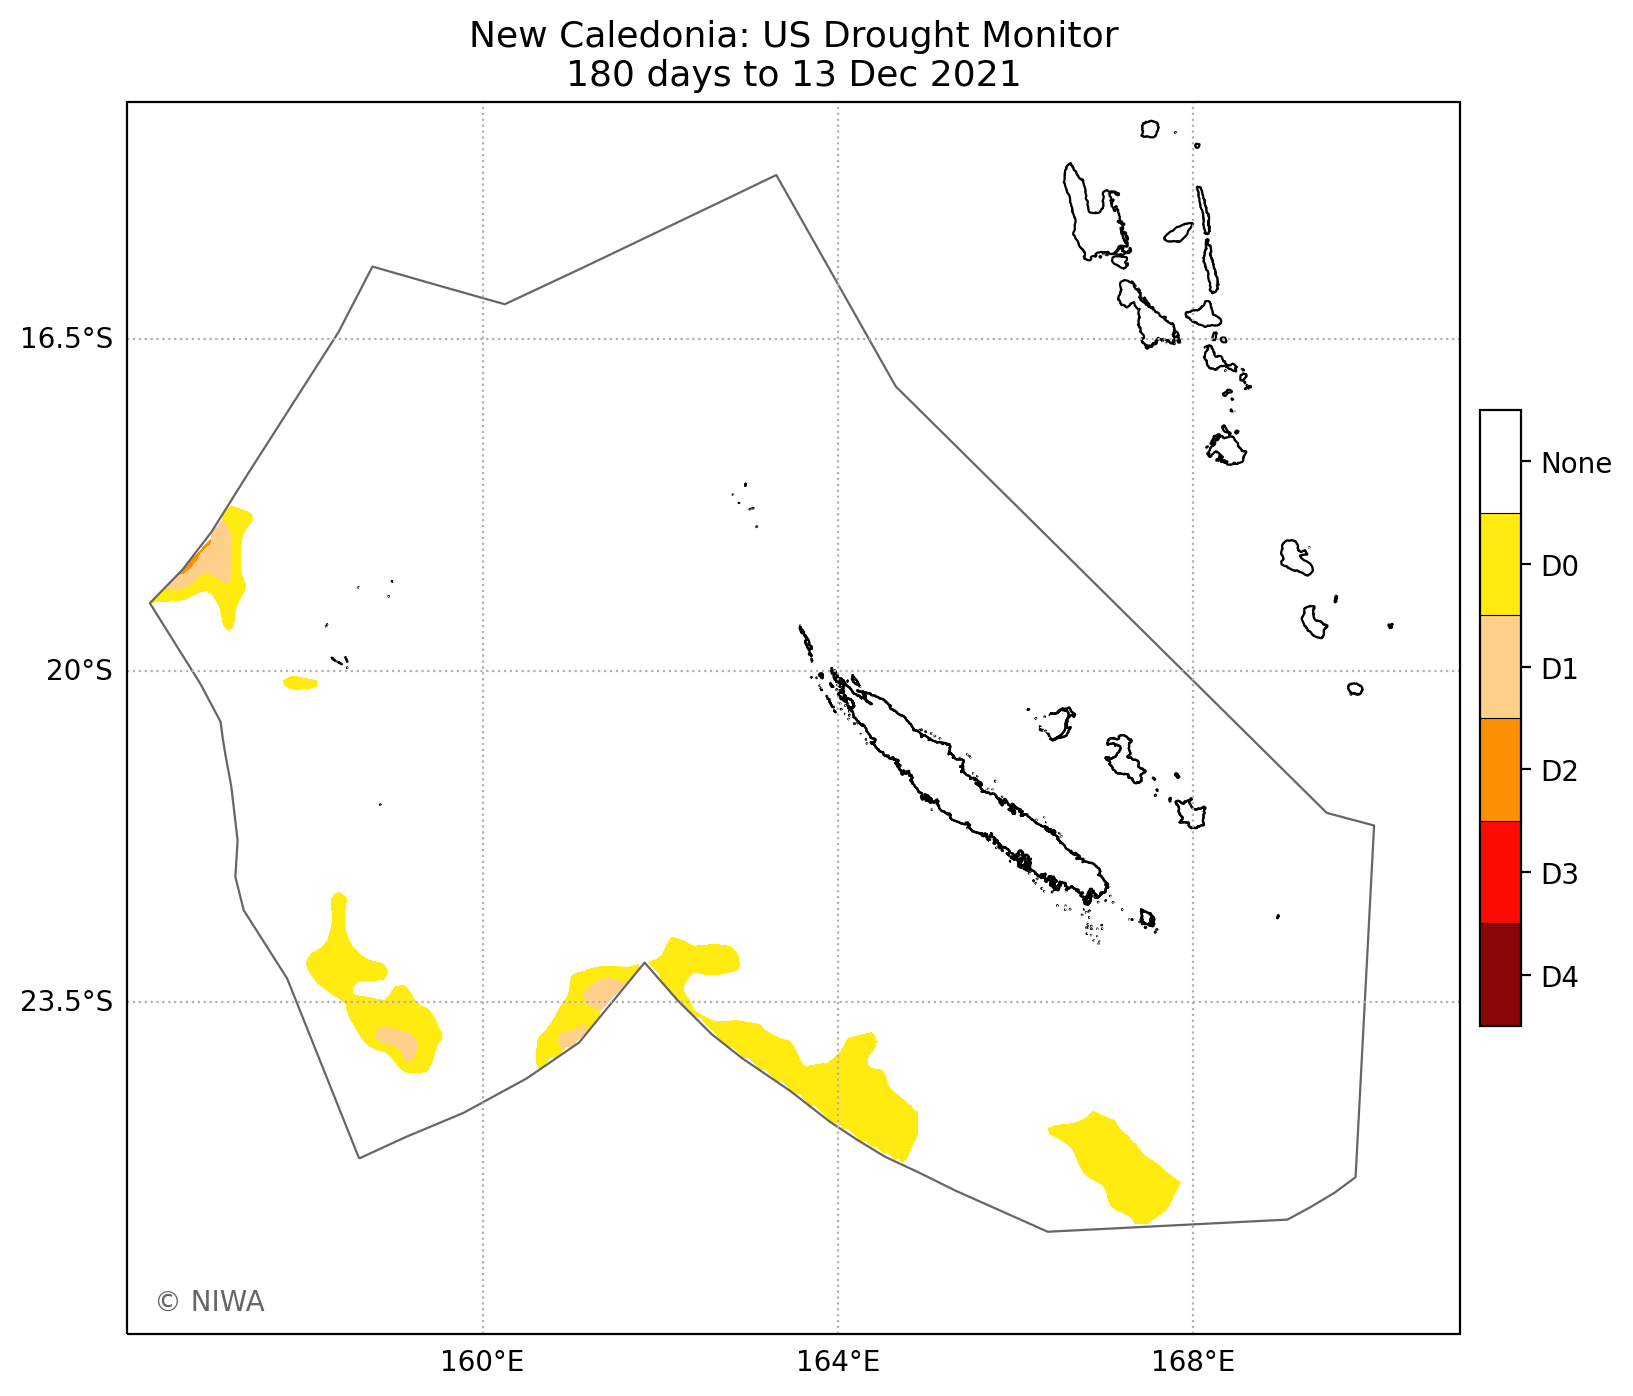 New Caledonia: US Drought Monitor
180 days to 13 Dec 2021
16.5°S
20°S
23.5°S
160°E
164°E
168°E
None
D0
D1
D2
D3
D4
© NIWA